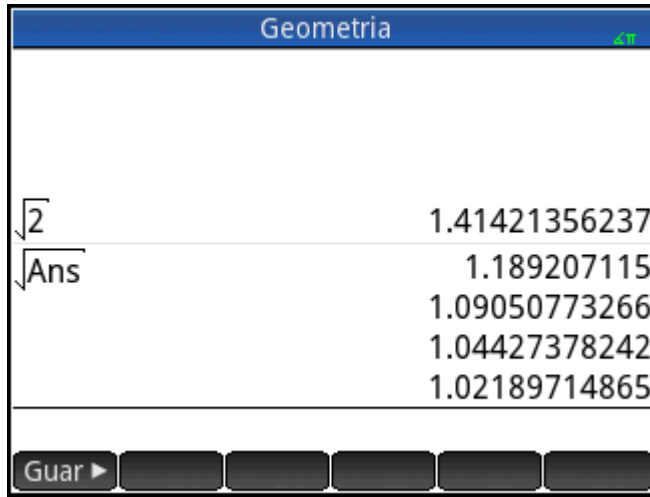 Geometria
∡π
√2 1.41421356237
√Ans 1.189207115
1.09050773266
1.04427378242
1.02189714865
Guar ▶